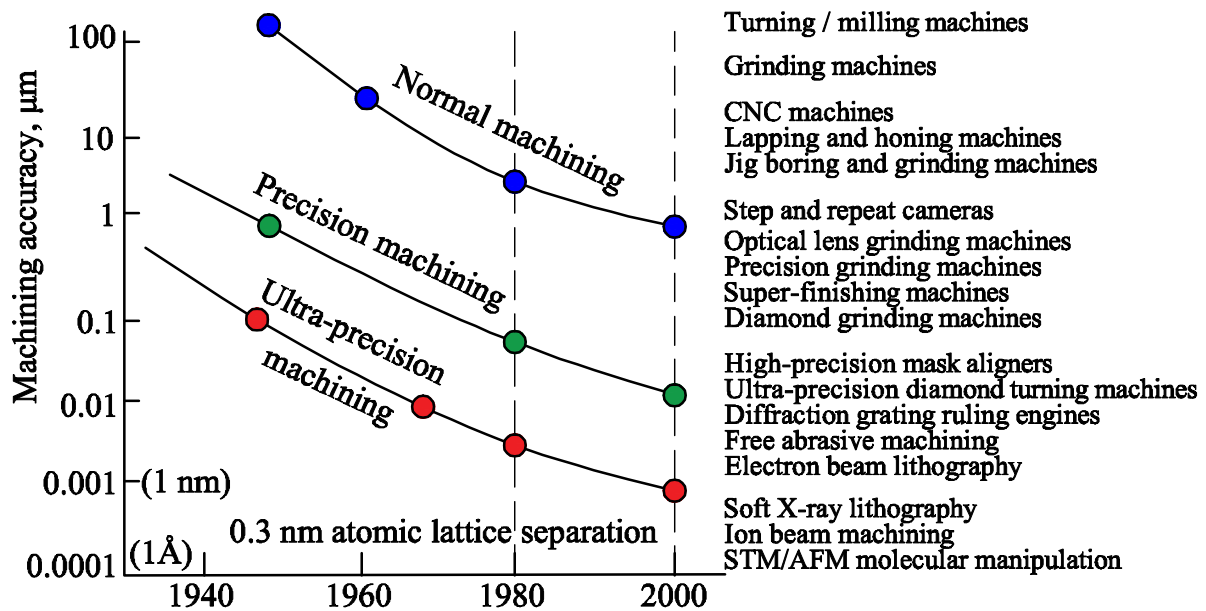 Machining accuracy, μm
100
10
1
0.1
0.01
0.001
0.0001
(1 nm)
(1Å)
1940
1960
1980
2000
Normal machining
Precision machining
Ultra-precision
machining
0.3 nm atomic lattice separation
Turning / milling machines
Grinding machines
CNC machines
Lapping and honing machines
Jig boring and grinding machines
Step and repeat cameras
Optical lens grinding machines
Precision grinding machines
Super-finishing machines
Diamond grinding machines
High-precision mask aligners
Ultra-precision diamond turning machines
Diffraction grating ruling engines
Free abrasive machining
Electron beam lithography
Soft X-ray lithography
Ion beam machining
STM/AFM molecular manipulation